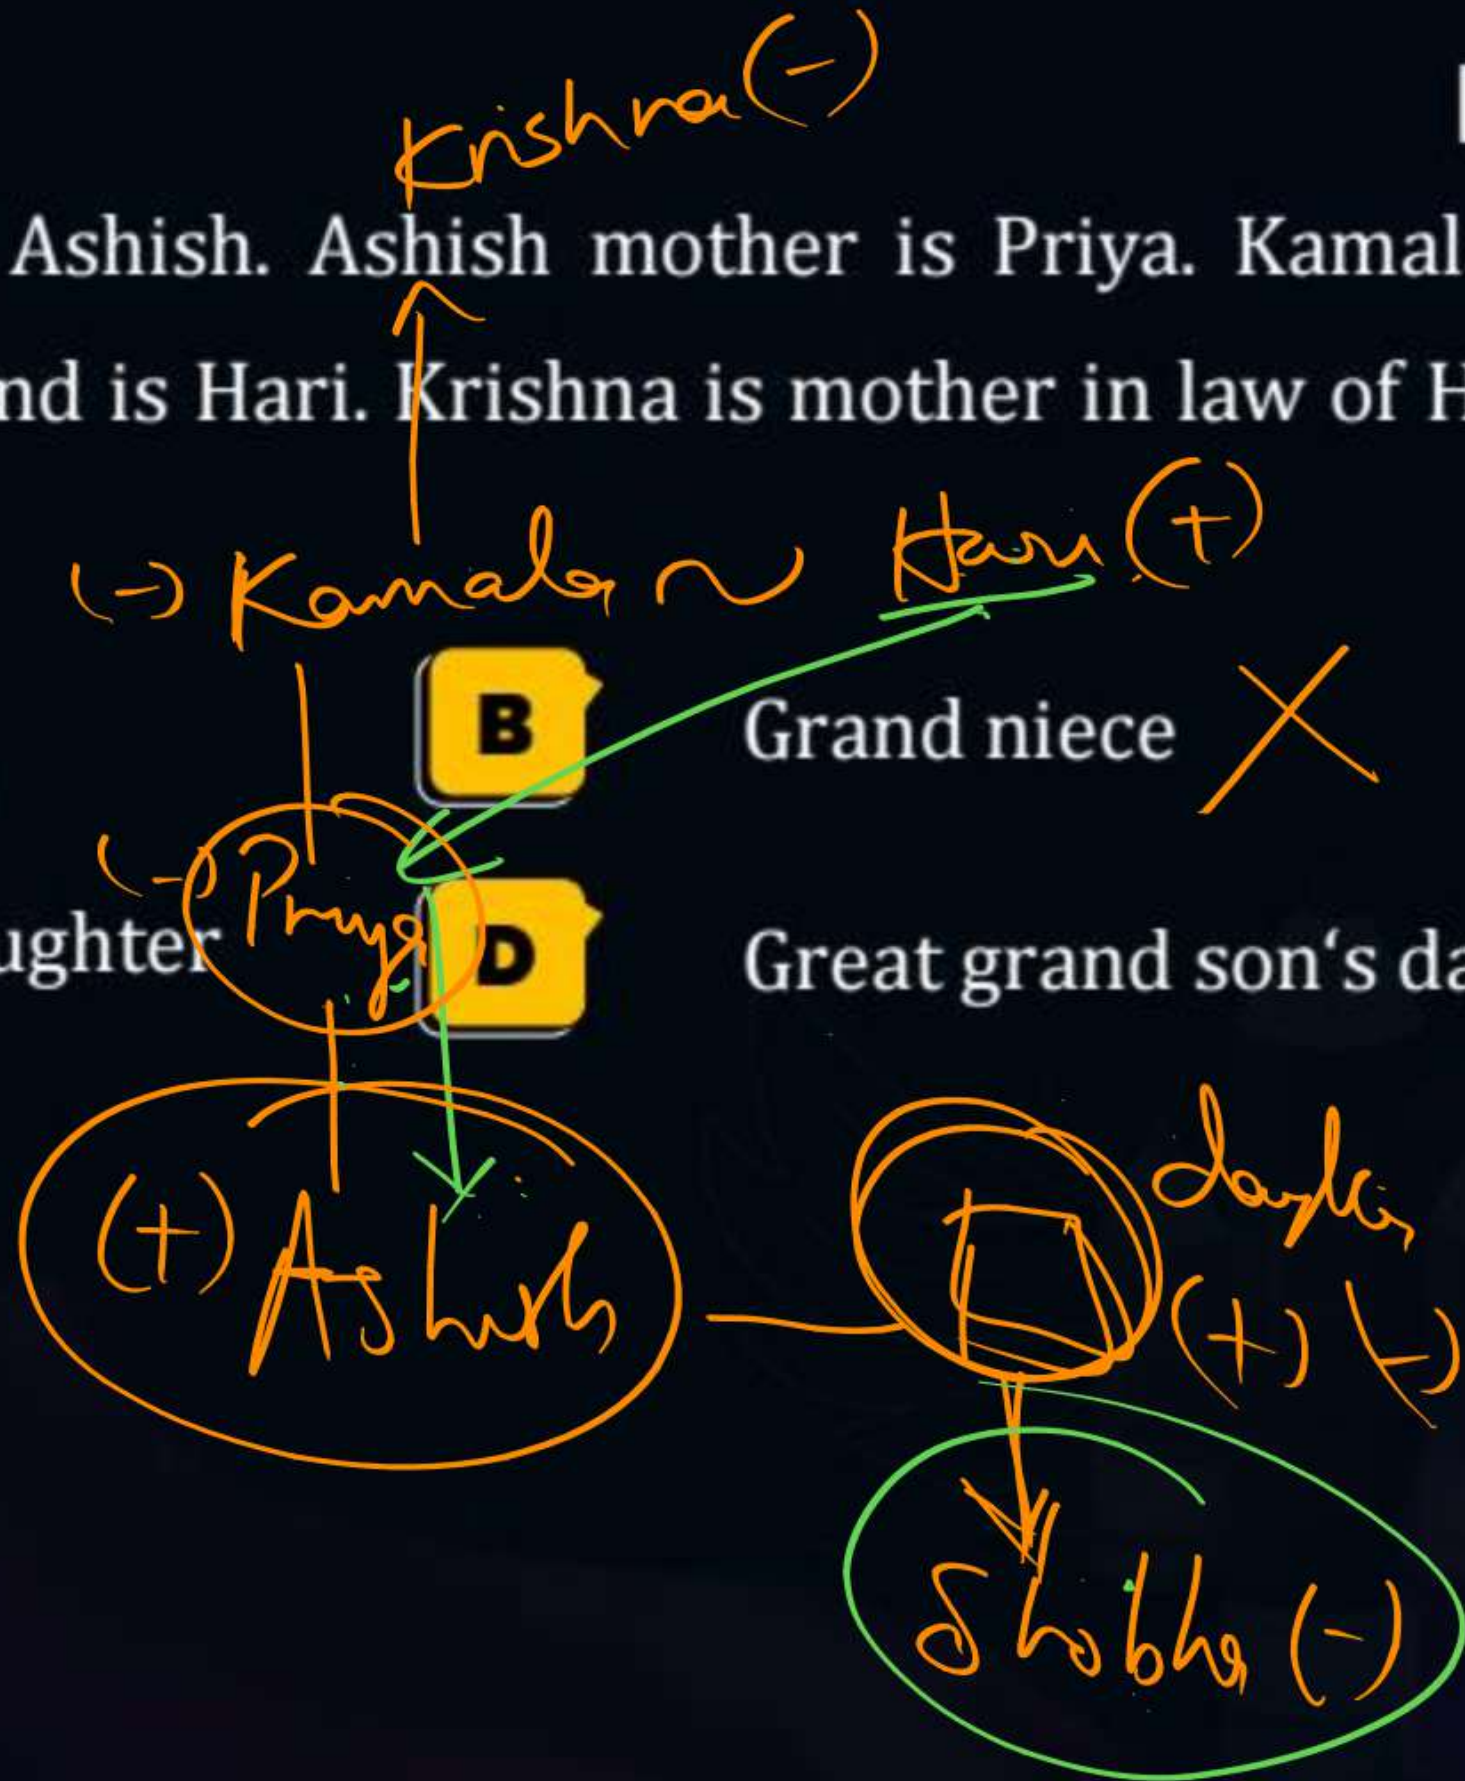 Krishna (-)
Ashish. Ashish mother is Priya. Kamal
nd is Hari. Krishna is mother in law of H
(-) Kamala ~ Hari (+)
B Grand niece
(-) Priya
ughter D Great grand son‘s da
(+) Ashish
(+) (-)
Shobha (-)